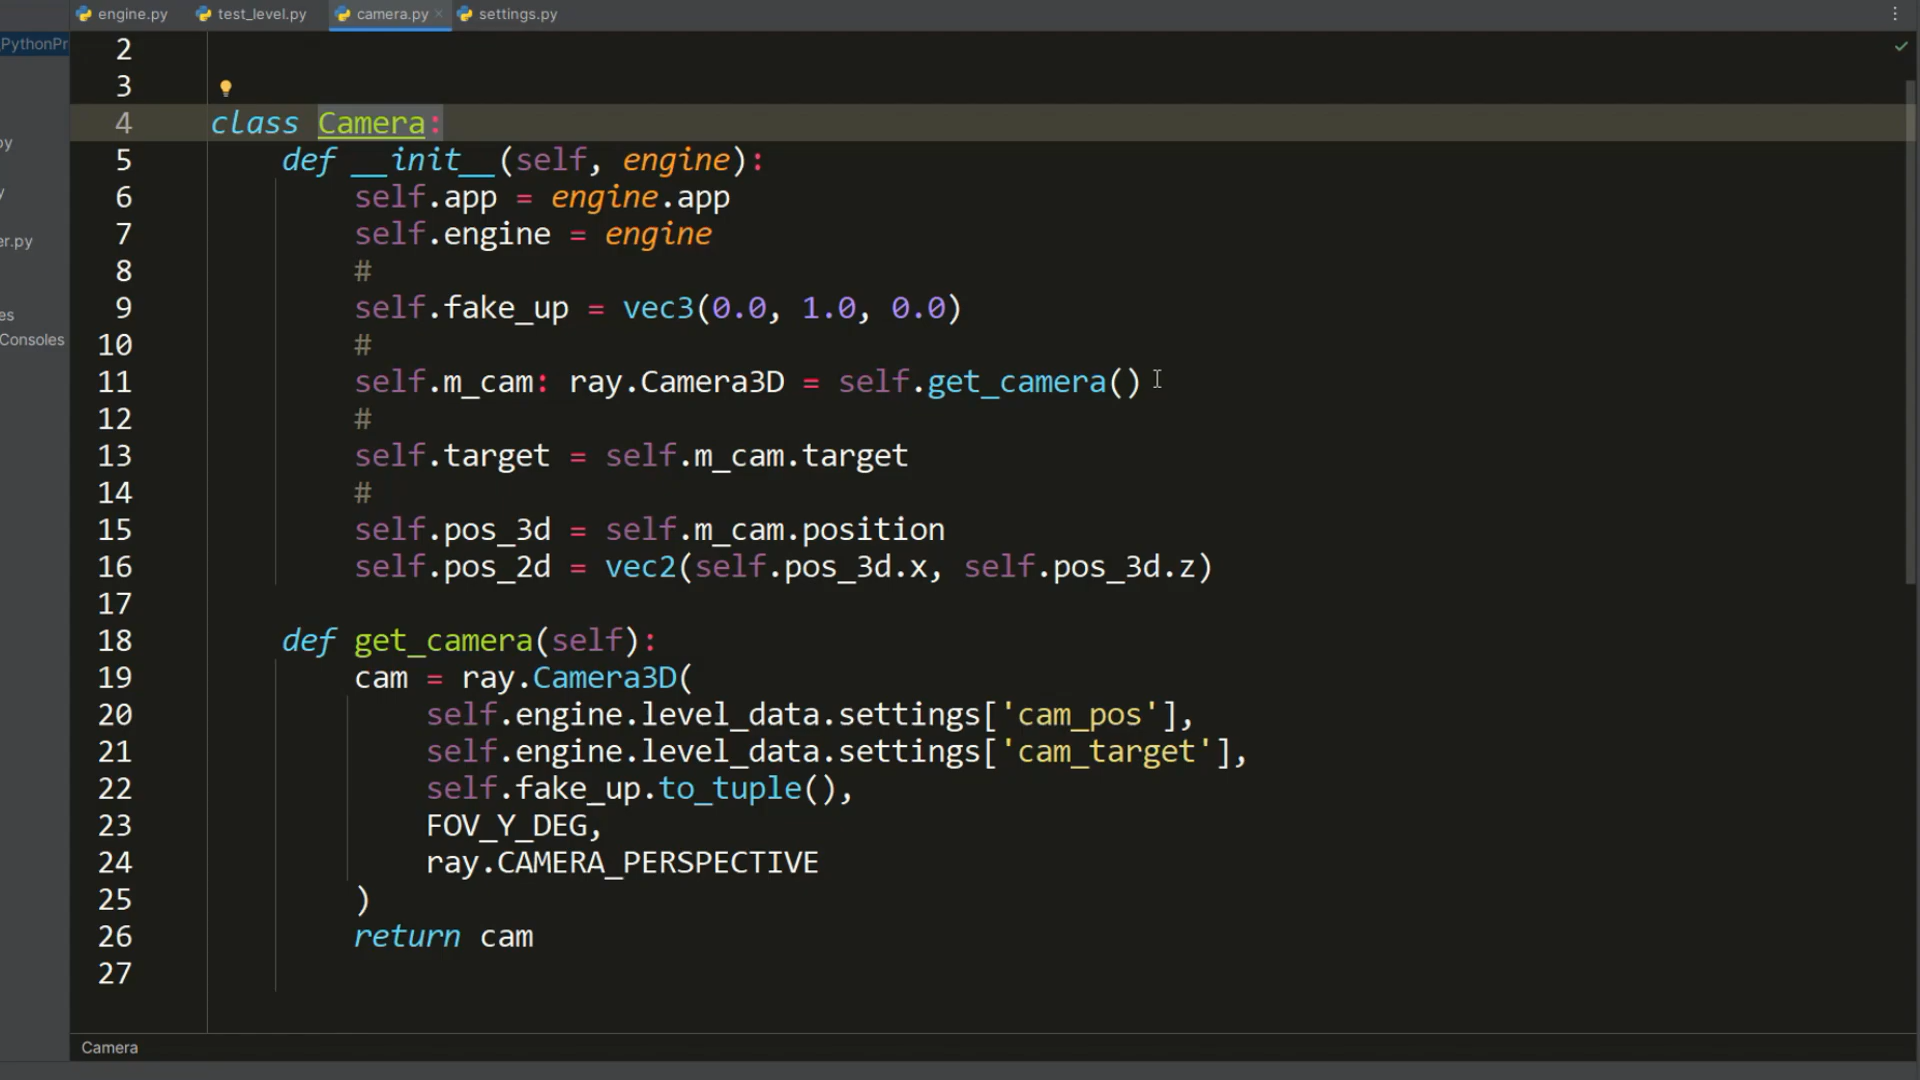 engine.py test_level.py camera.py × settings.py
PythonPr
2
3
4 class Camera:
5 def __init__(self, engine):
6 self.app = engine.app
7 self.engine = engine
8 #
9 self.fake_up = vec3(0.0, 1.0, 0.0)
10 #
11 self.m_cam: ray.Camera3D = self.get_camera()
12 #
13 self.target = self.m_cam.target
14 #
15 self.pos_3d = self.m_cam.position
16 self.pos_2d = vec2(self.pos_3d.x, self.pos_3d.z)
17
18 def get_camera(self):
19 cam = ray.Camera3D(
20 self.engine.level_data.settings['cam_pos'],
21 self.engine.level_data.settings['cam_target'],
22 self.fake_up.to_tuple(),
23 FOV_Y_DEG,
24 ray.CAMERA_PERSPECTIVE
25 )
26 return cam
27
py
y
er.py
es
Consoles
Camera